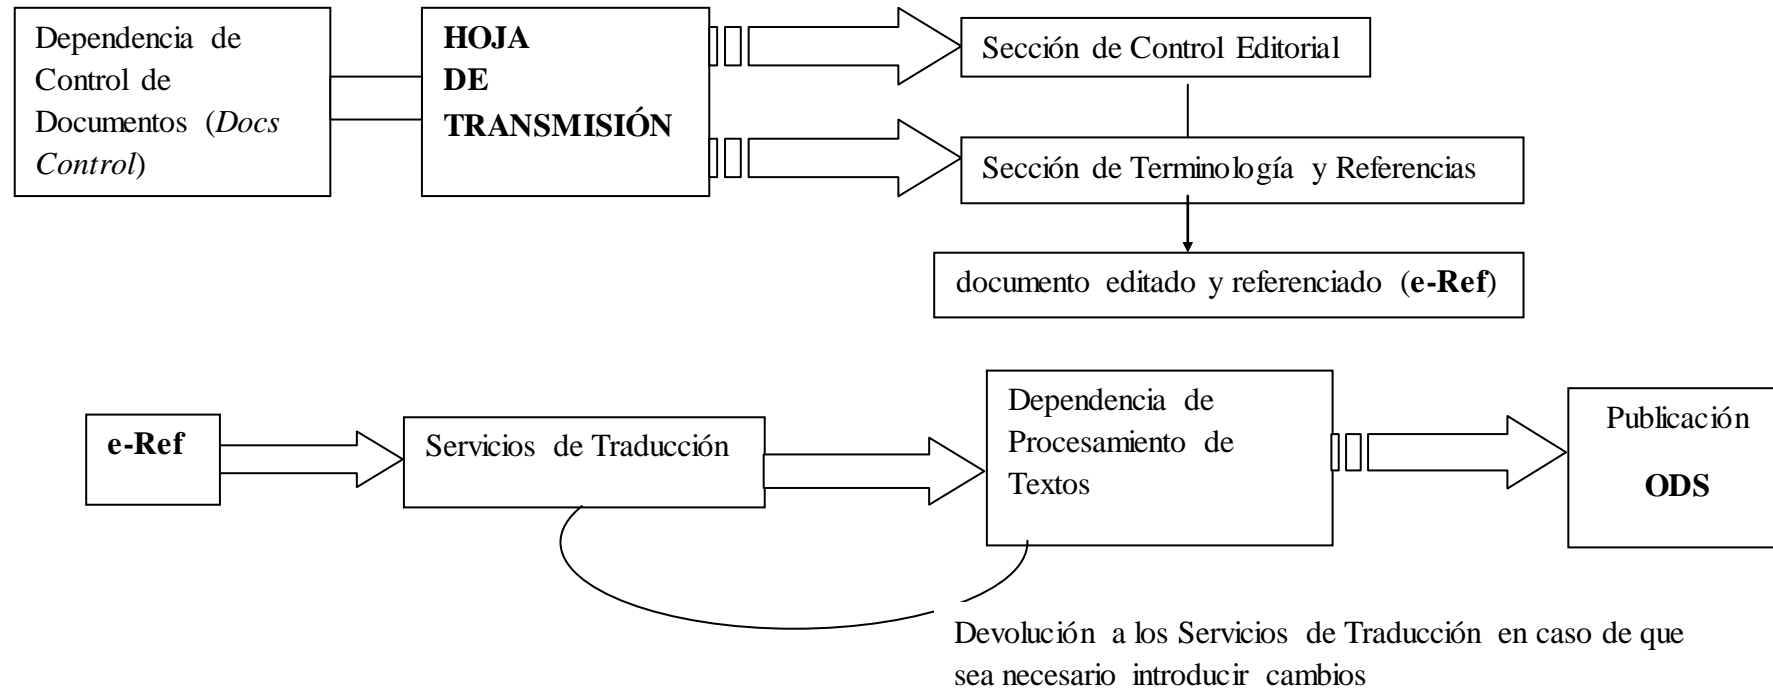 Dependencia de
Control de
Documentos (Docs
Control)
HOJA
DE
TRANSMISIÓN
Sección de Control Editorial
Sección de Terminología y Referencias
documento editado y referenciado (e-Ref)
e-Ref
Servicios de Traducción
Dependencia de
Procesamiento de
Textos
Publicación
ODS
Devolución a los Servicios de Traducción en caso de que
sea necesario introducir cambios